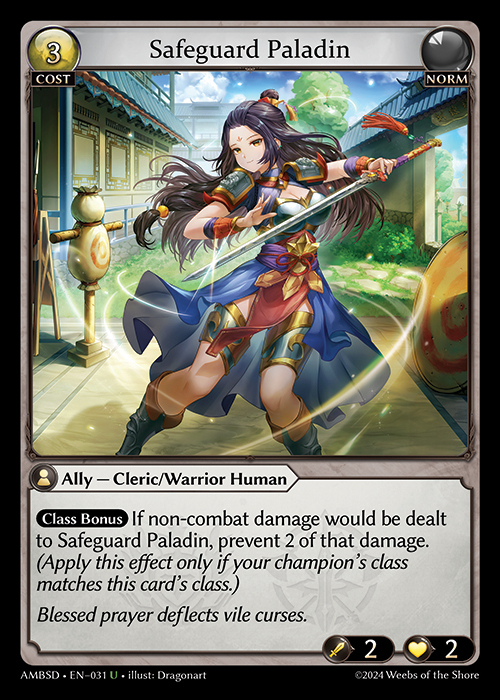 3
Safeguard Paladin
COST
NORM
Ally — Cleric/Warrior Human
Class Bonus If non-combat damage would be dealt
to Safeguard Paladin, prevent 2 of that damage.
(Apply this effect only if your champion's class
matches this card's class.)
Blessed prayer deflects vile curses.
2
2
AMBSD • EN–031 U • illust: Dragonart
©2024 Weebs of the Shore